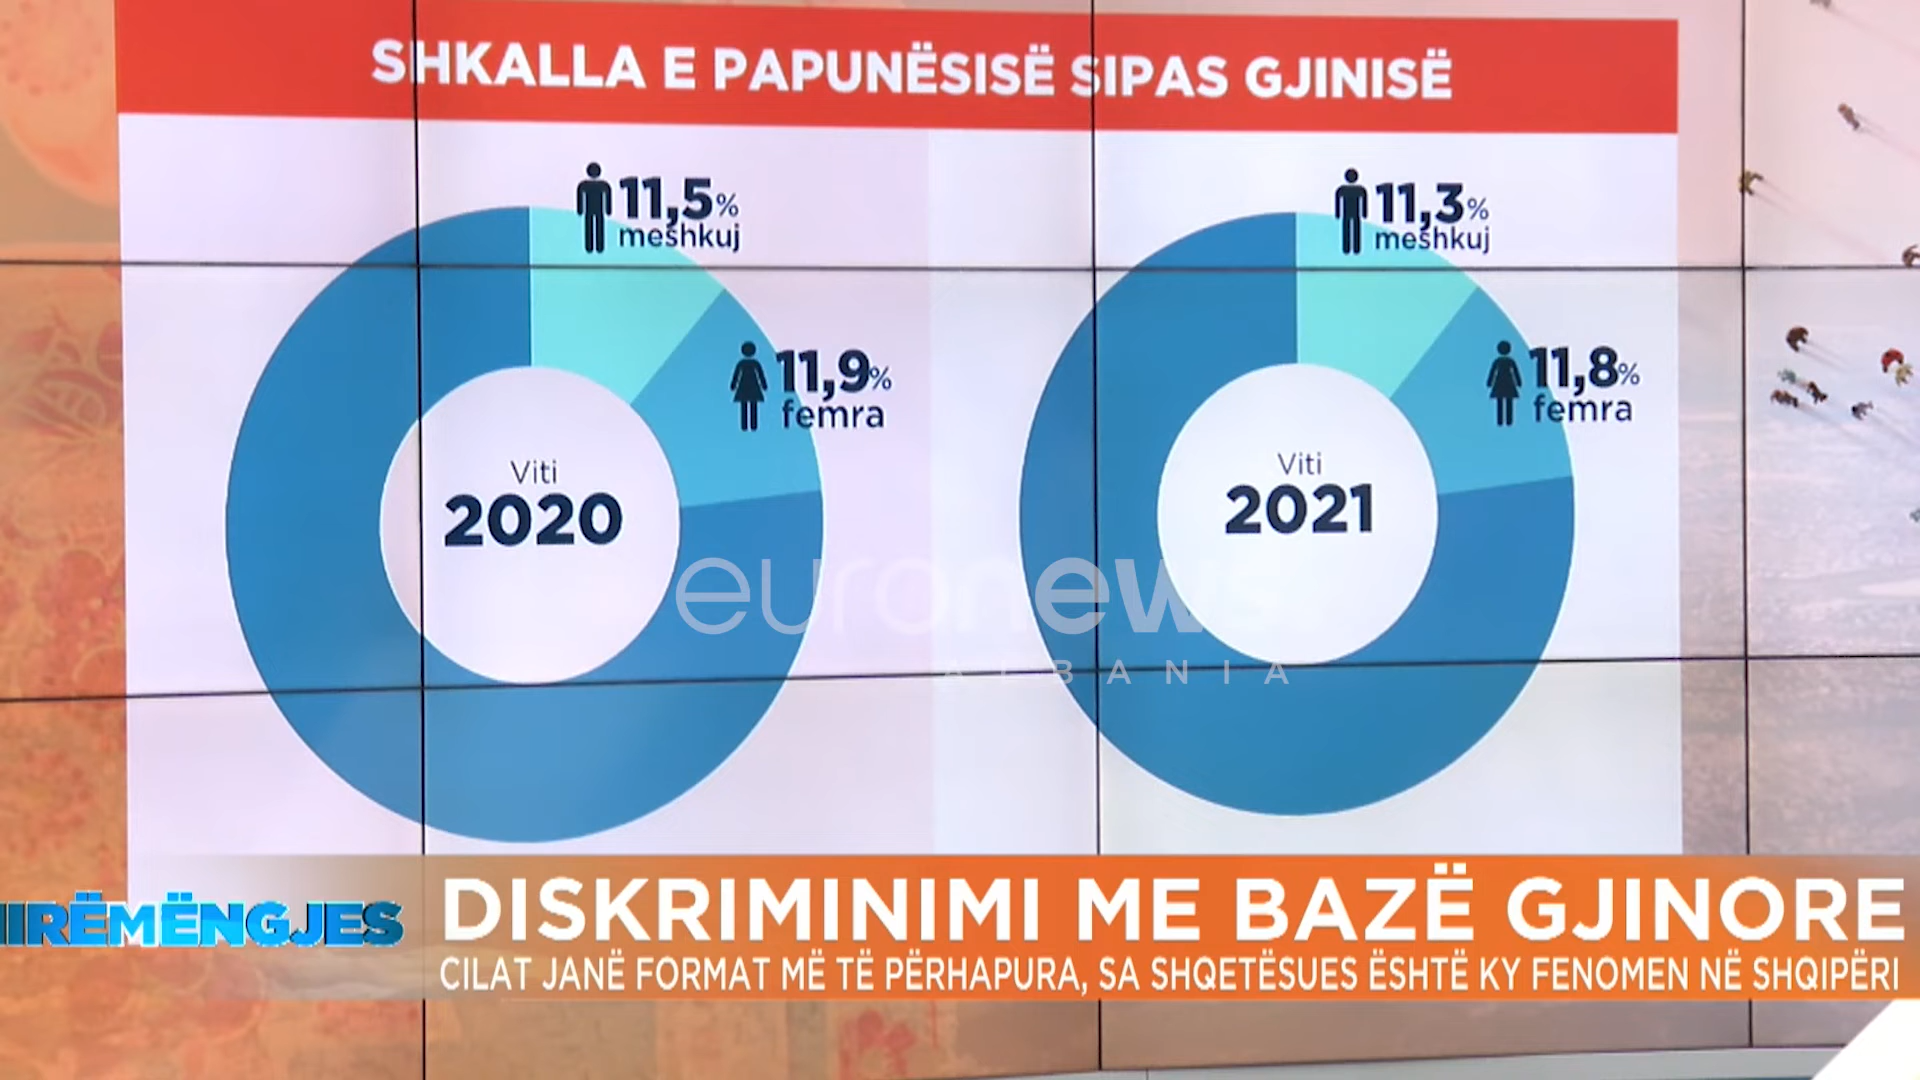 SHKALLA E PAPUNËSISË SIPAS GJINISË
11,5%
meshkuj
11,9%
femra
Viti
2020
11,3%
meshkuj
11,8%
femra
Viti
2021
euronews
ALBANIA
IRËMËNGJES
DISKRIMINIMI ME BAZË GJINORE
CILAT JANË FORMAT MË TË PËRHAPURA, SA SHQETËSUES ËSHTË KY FENOMEN NË SHQIPËRI